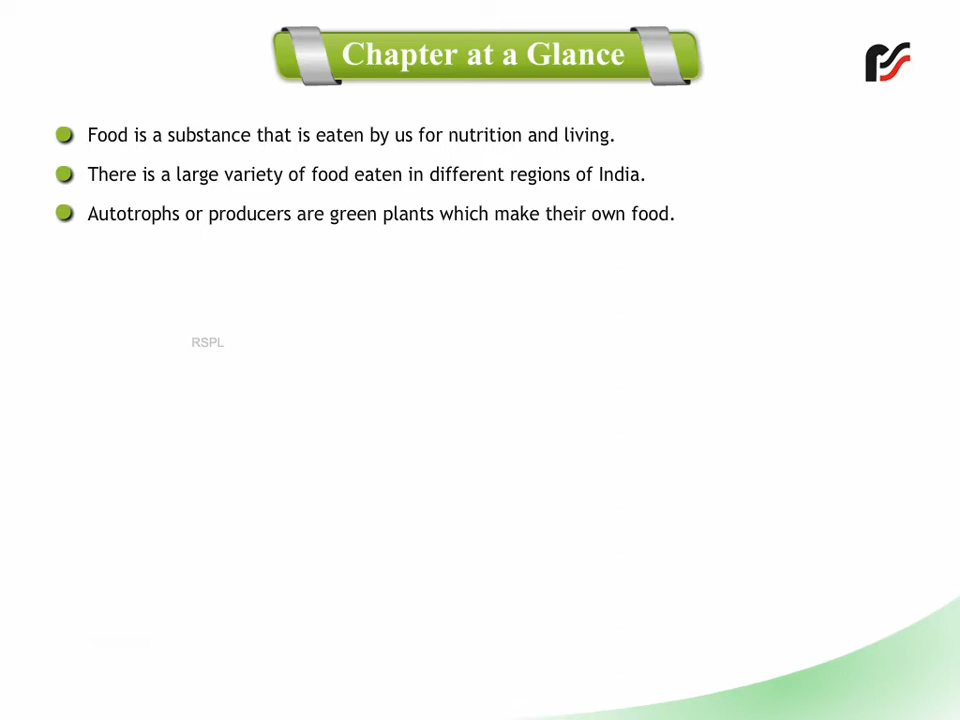 Chapter at a Glance
Food is a substance that is eaten by us for nutrition and living.
There is a large variety of food eaten in different regions of India.
Autotrophs or producers are green plants which make their own food.
RSPL